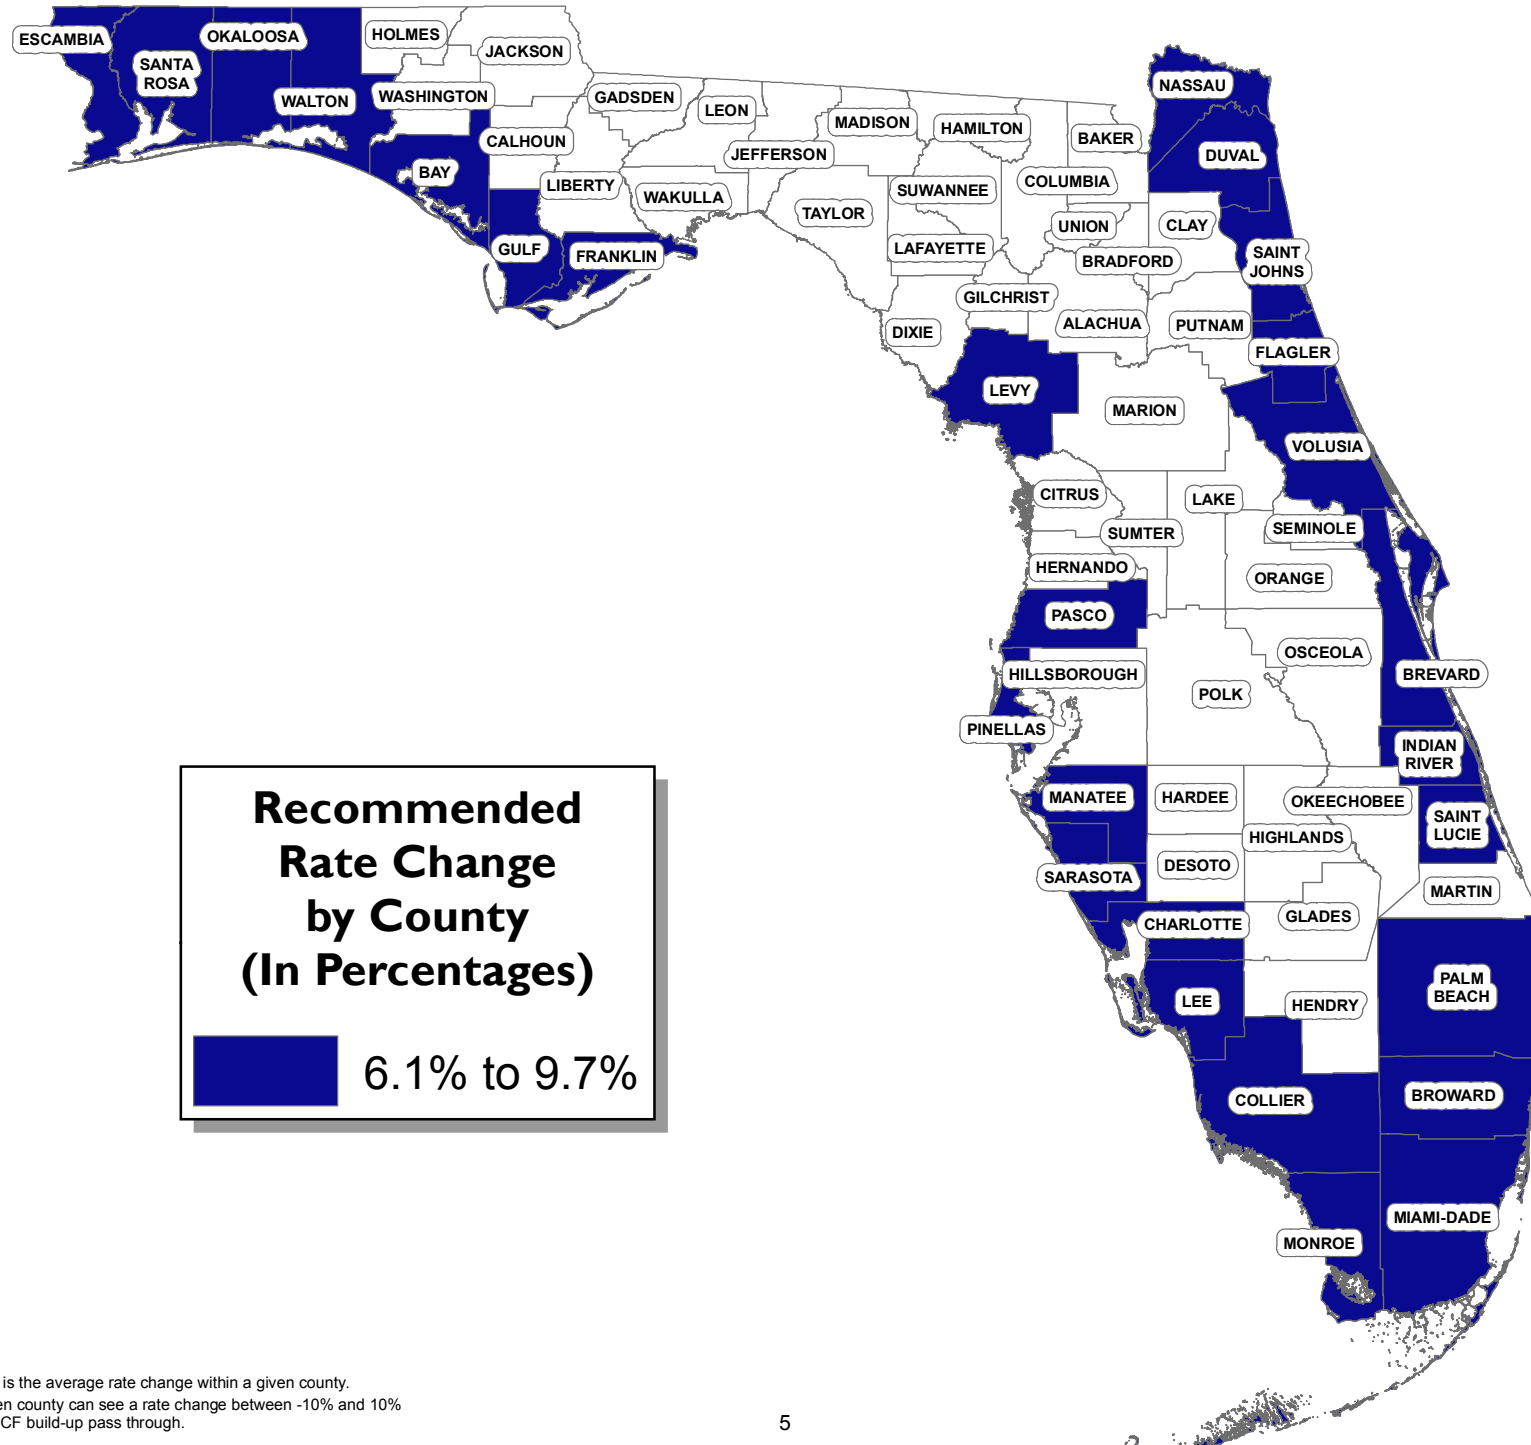 ESCAMBIA
SANTA
ROSA
OKALOOSA
WALTON
HOLMES
WASHINGTON
JACKSON
BAY
CALHOUN
GULF
LIBERTY
FRANKLIN
GADSDEN
LEON
WAKULLA
JEFFERSON
MADISON
TAYLOR
HAMILTON
SUWANNEE
LAFAYETTE
COLUMBIA
BAKER
UNION
BRADFORD
NASSAU
DUVAL
CLAY
SAINT
JOHNS
GILCHRIST
DIXIE
ALACHUA
PUTNAM
FLAGLER
LEVY
MARION
VOLUSIA
CITRUS
LAKE
SUMTER
SEMINOLE
HERNANDO
ORANGE
PASCO
OSCEOLA
HILLSBOROUGH
POLK
BREVARD
PINELLAS
INDIAN
RIVER
MANATEE
HARDEE
OKEECHOBEE
SAINT
LUCIE
HIGHLANDS
SARASOTA
DESOTO
MARTIN
CHARLOTTE
GLADES
LEE
HENDRY
PALM
BEACH
COLLIER
BROWARD
MONROE
MIAMI-DADE
Recommended
Rate Change
by County
(In Percentages)
6.1% to 9.7%
is the average rate change within a given county.
en county can see a rate change between -10% and 10%
CF build-up pass through.
5